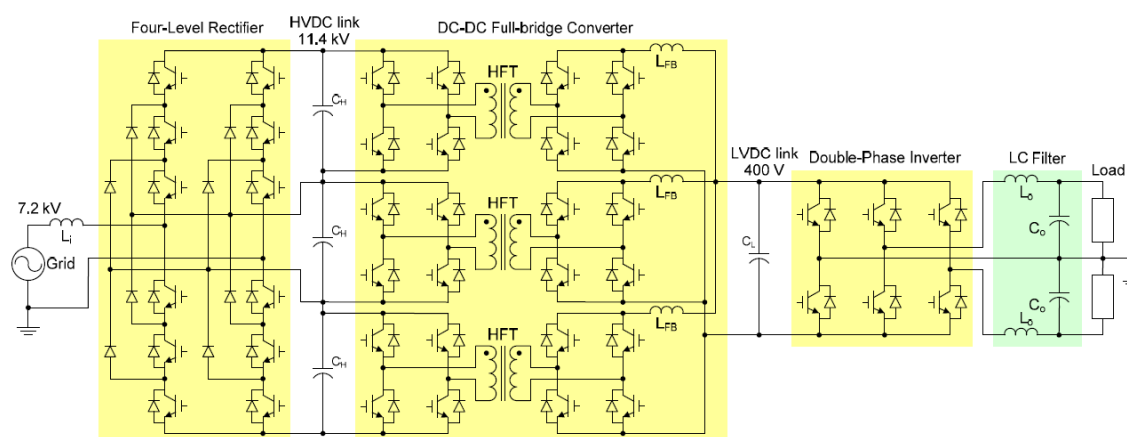 Four-Level Rectifier
HVDC link
11.4 kV
DC-DC Full-bridge Converter
LFB
HFT
CH
LVDC link
400 V
Double-Phase Inverter
LC Filter
Load
7.2 kV
Li
Grid
CH
HFT
LFB
CL
Lo
Co
Co
Lo
CH
HFT
LFB